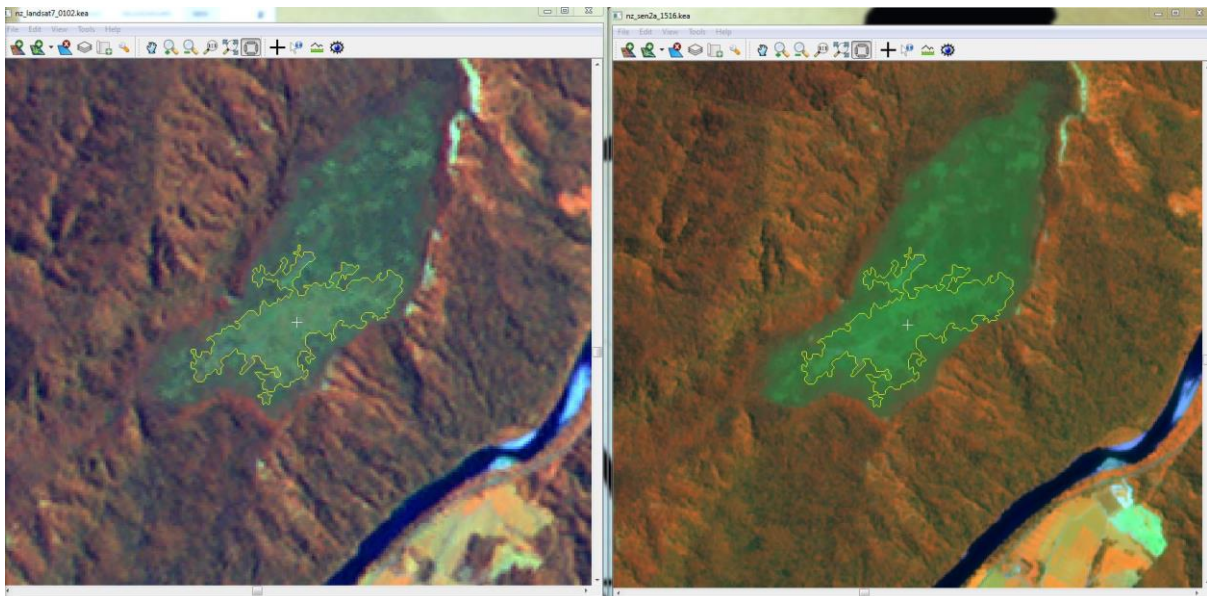 nz_landsat7_0102.kea
File Edit View Tools Help
nz_sen2a_1516.kea
File Edit View Tools Help